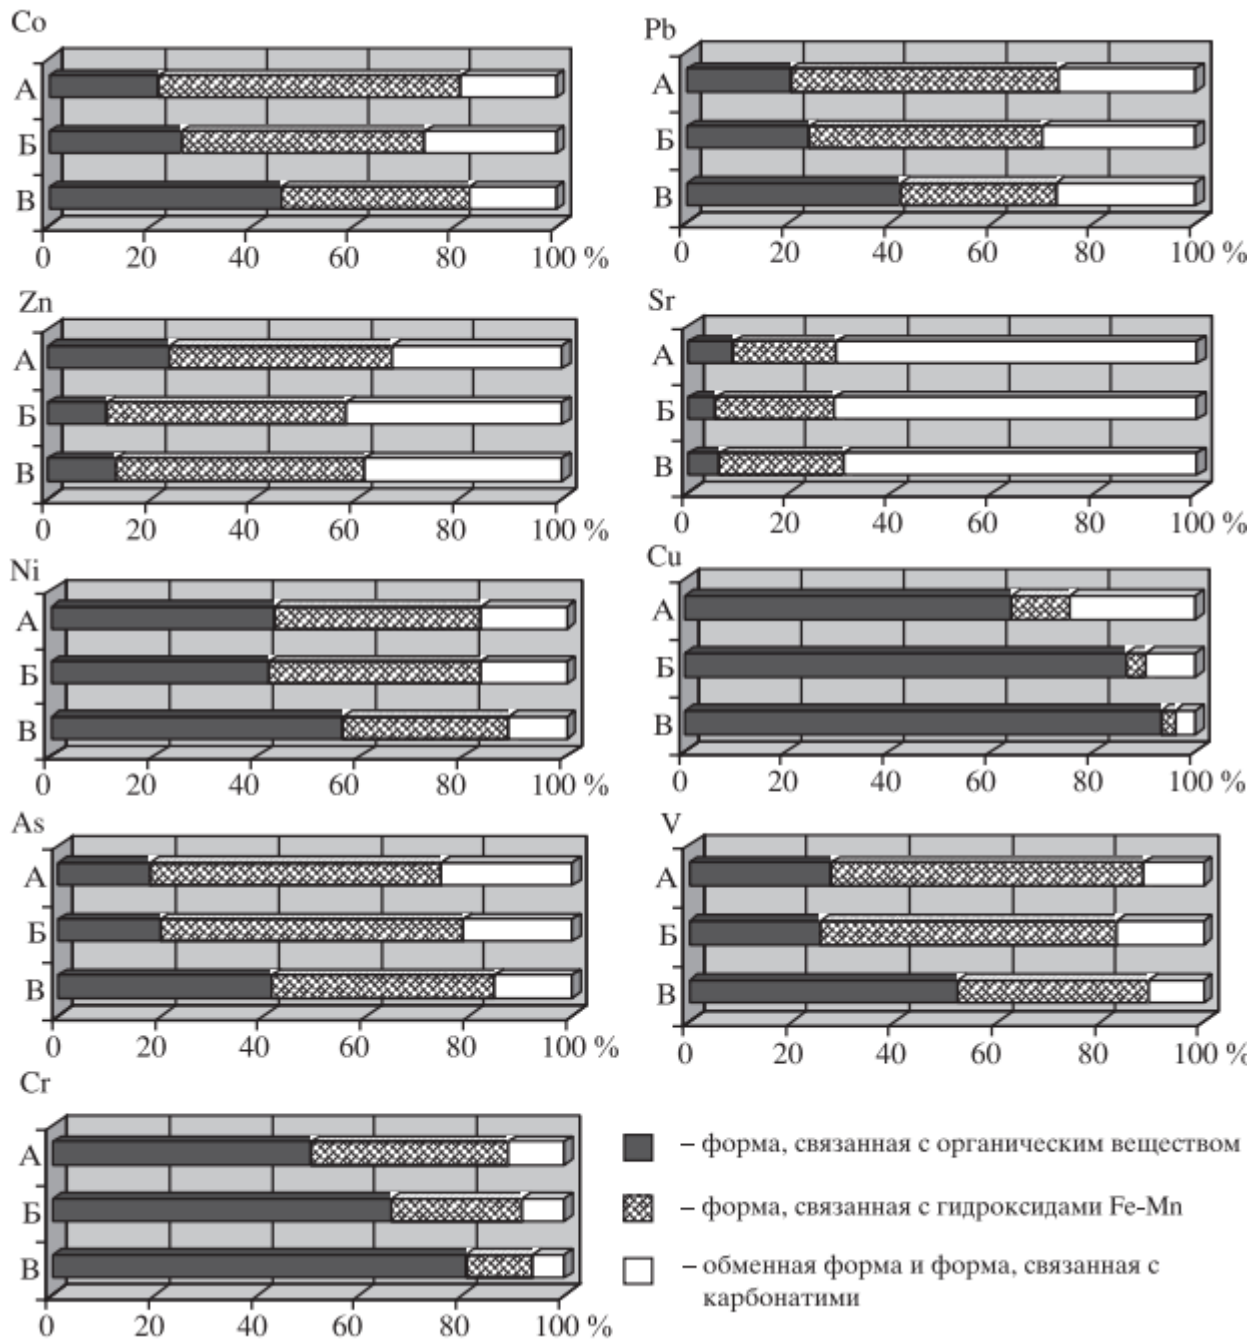 Co
А
Б
В
0 20 40 60 80 100 %
Pb
А
Б
В
0 20 40 60 80 100 %
Zn
А
Б
В
0 20 40 60 80 100 %
Sr
А
Б
В
0 20 40 60 80 100 %
Ni
А
Б
В
0 20 40 60 80 100 %
Cu
А
Б
В
0 20 40 60 80 100 %
As
А
Б
В
0 20 40 60 80 100 %
V
А
Б
В
0 20 40 60 80 100 %
Cr
А
Б
В
0 20 40 60 80 100 %
– форма, связанная с органическим веществом
– форма, связанная с гидроксидами Fe-Mn
– обменная форма и форма, связанная с
карбонатими